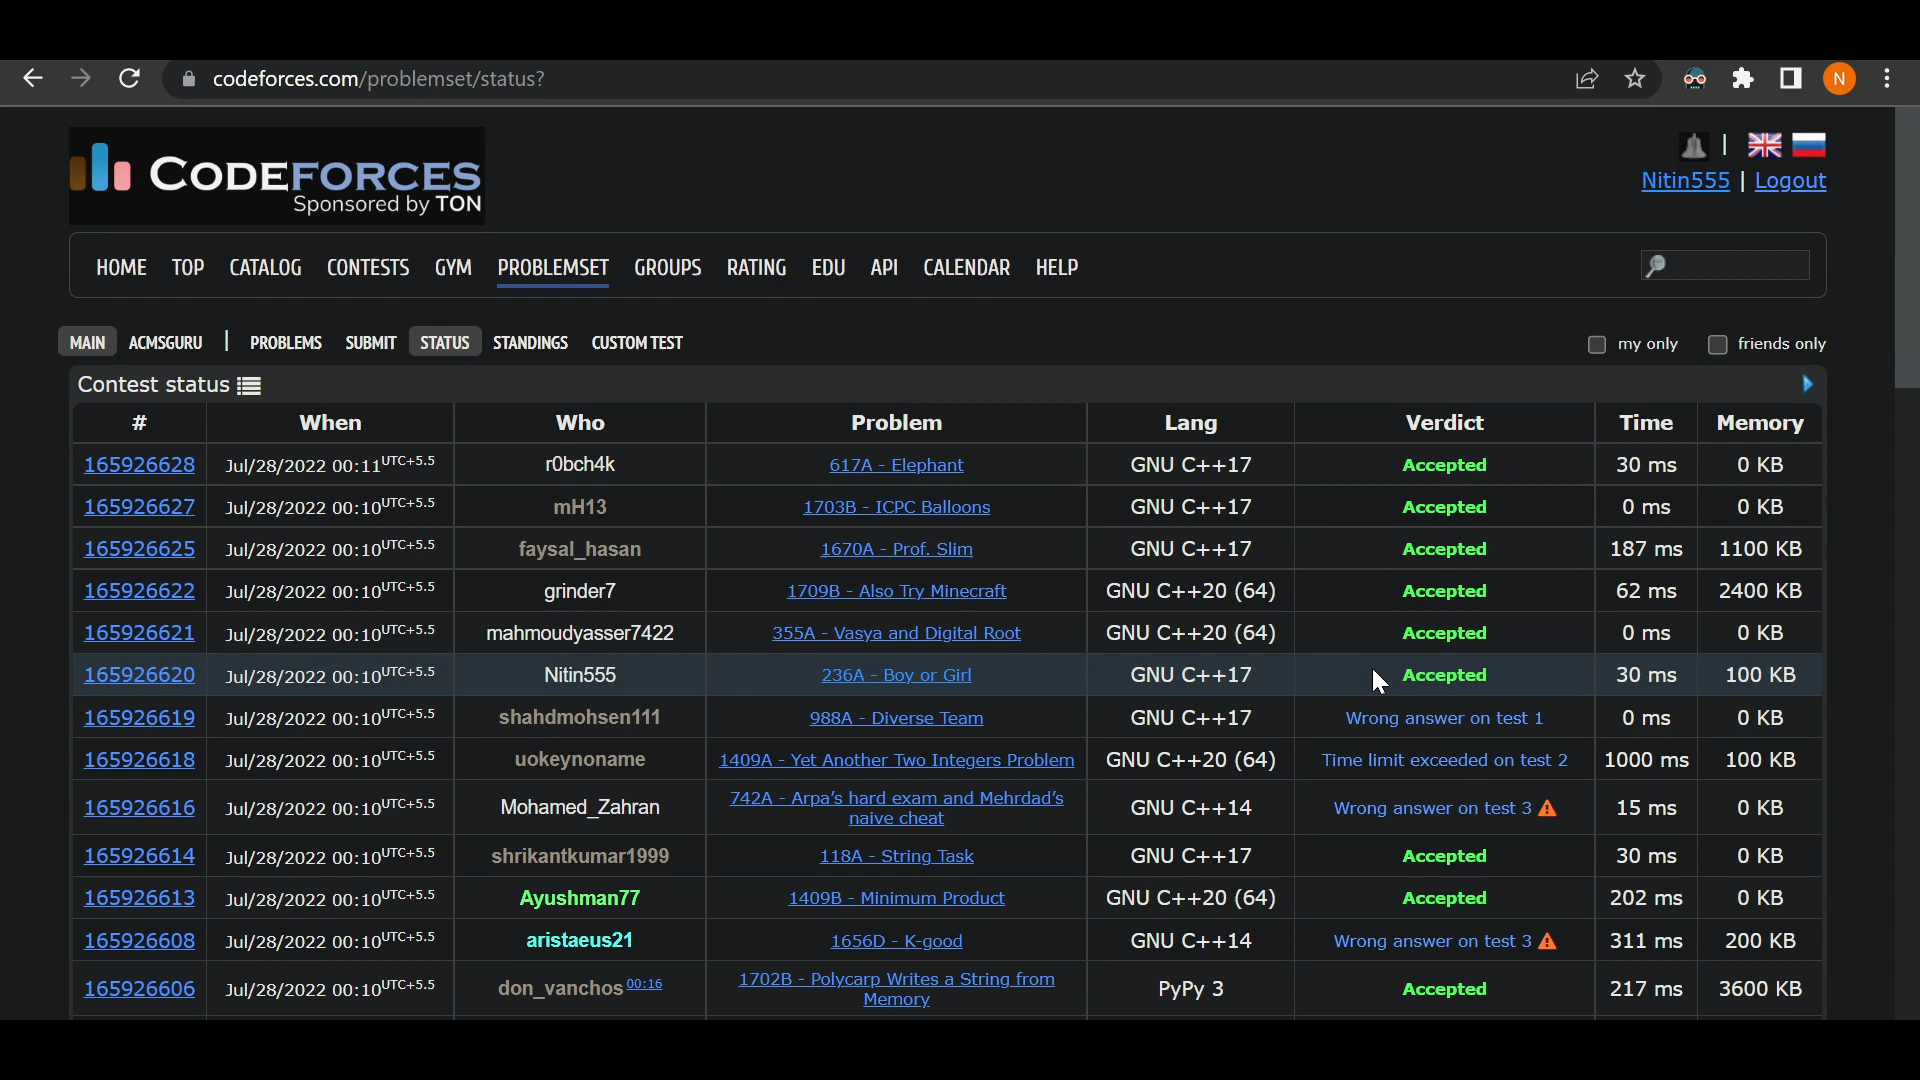 codeforces.com/problemset/status?
N
CODEFORCES
Sponsored by TON
|
Nitin555 | Logout
HOME TOP CATALOG CONTESTS GYM PROBLEMSET GROUPS RATING EDU API CALENDAR HELP
MAIN ACMSGURU | PROBLEMS SUBMIT STATUS STANDINGS CUSTOM TEST my only friends only
Contest status
# When Who Problem Lang Verdict Time Memory
165926628 Jul/28/2022 00:11UTC+5.5 r0bch4k 617A - Elephant GNU C++17 Accepted 30 ms 0 KB
165926627 Jul/28/2022 00:10UTC+5.5 mH13 1703B - ICPC Balloons GNU C++17 Accepted 0 ms 0 KB
165926625 Jul/28/2022 00:10UTC+5.5 faysal_hasan 1670A - Prof. Slim GNU C++17 Accepted 187 ms 1100 KB
165926622 Jul/28/2022 00:10UTC+5.5 grinder7 1709B - Also Try Minecraft GNU C++20 (64) Accepted 62 ms 2400 KB
165926621 Jul/28/2022 00:10UTC+5.5 mahmoudyasser7422 355A - Vasya and Digital Root GNU C++20 (64) Accepted 0 ms 0 KB
165926620 Jul/28/2022 00:10UTC+5.5 Nitin555 236A - Boy or Girl GNU C++17 Accepted 30 ms 100 KB
165926619 Jul/28/2022 00:10UTC+5.5 shahdmohsen111 988A - Diverse Team GNU C++17 Wrong answer on test 1 0 ms 0 KB
165926618 Jul/28/2022 00:10UTC+5.5 uokeynoname 1409A - Yet Another Two Integers Problem GNU C++20 (64) Time limit exceeded on test 2 1000 ms 100 KB
165926616 Jul/28/2022 00:10UTC+5.5 Mohamed_Zahran 742A - Arpa's hard exam and Mehrdad's
naive cheat GNU C++14 Wrong answer on test 3 15 ms 0 KB
165926614 Jul/28/2022 00:10UTC+5.5 shrikantkumar1999 118A - String Task GNU C++17 Accepted 30 ms 0 KB
165926613 Jul/28/2022 00:10UTC+5.5 Ayushman77 1409B - Minimum Product GNU C++20 (64) Accepted 202 ms 0 KB
165926608 Jul/28/2022 00:10UTC+5.5 aristaeus21 1656D - K-good GNU C++14 Wrong answer on test 3 311 ms 200 KB
165926606 Jul/28/2022 00:10UTC+5.5 don_vanchos 00:16 1702B - Polycarp Writes a String from
Memory PyPy 3 Accepted 217 ms 3600 KB